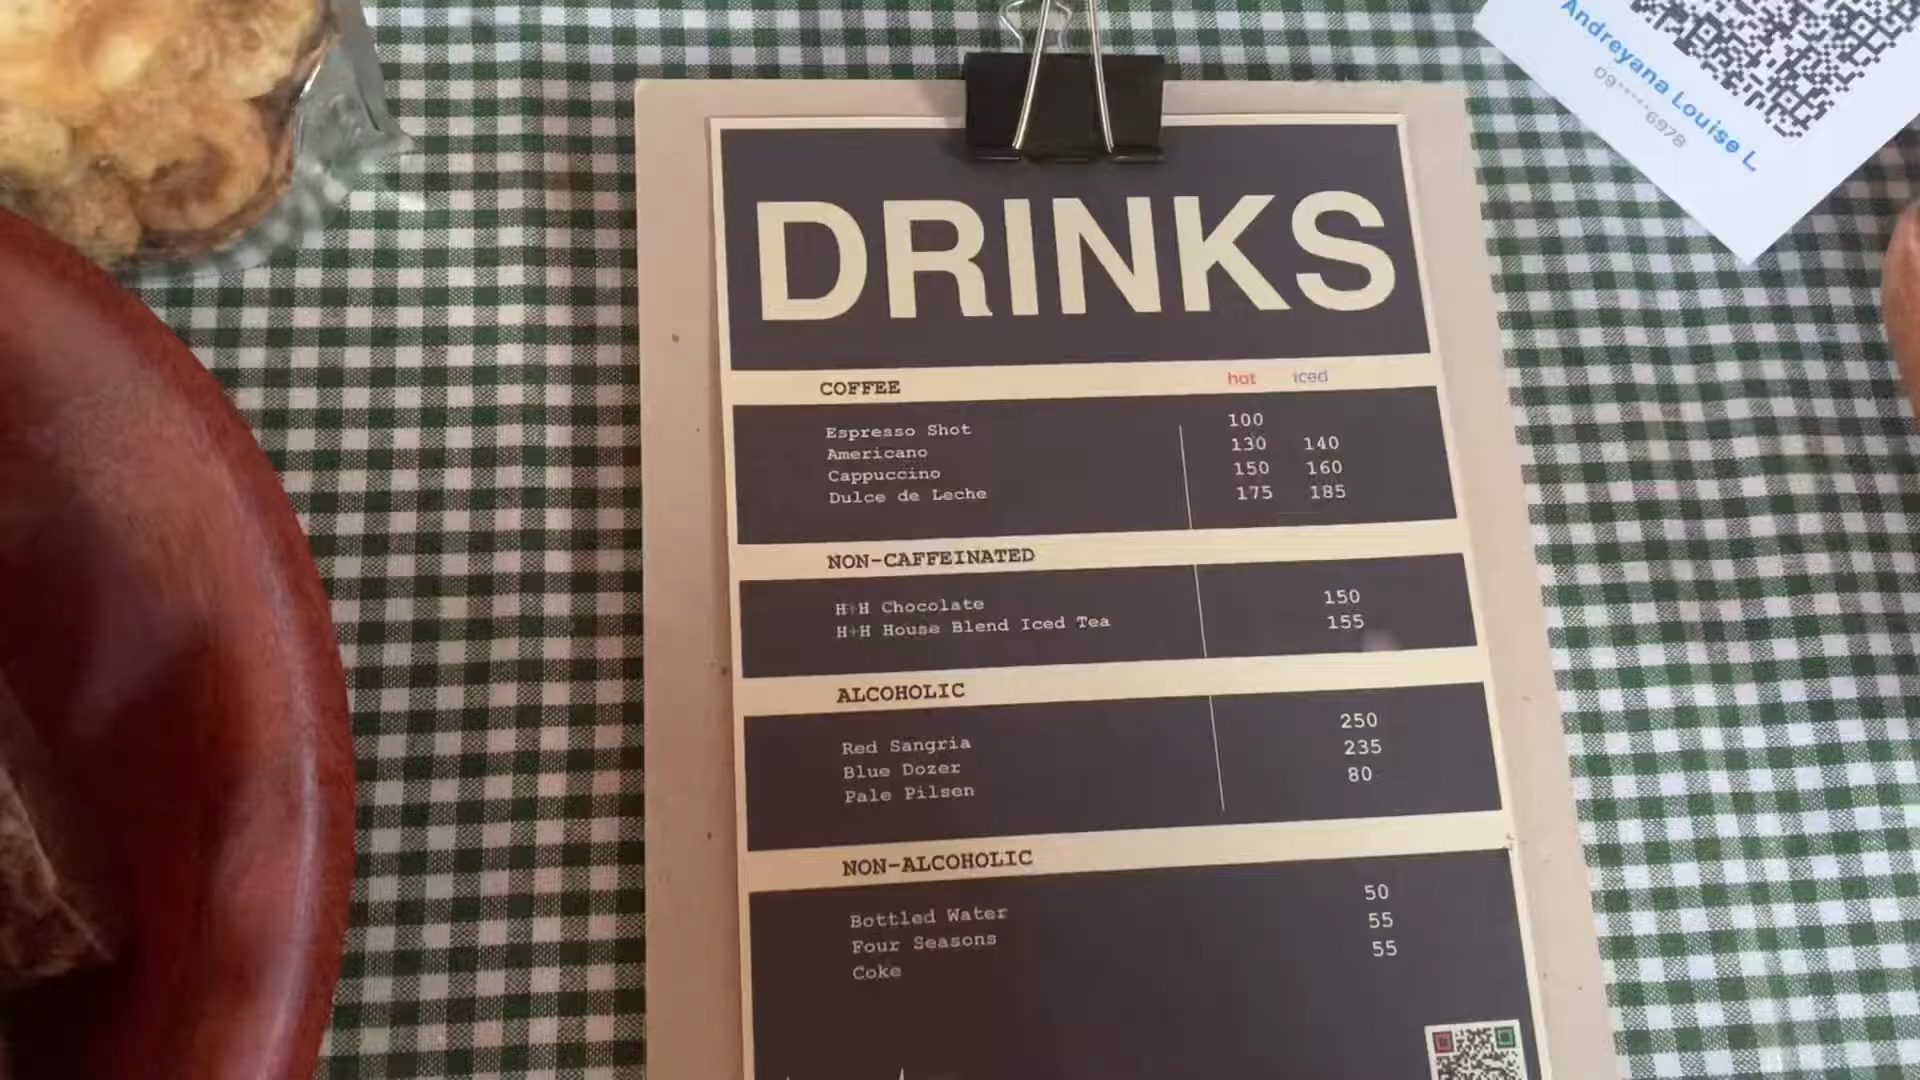 Andreyana Louise L.
09*****6978
DRINKS
COFFEE hot iced
Espresso Shot 100
Americano 130 140
Cappuccino 150 160
Dulce de Leche 175 185
NON-CAFFEINATED
H+H Chocolate 150
H+H House Blend Iced Tea 155
ALCOHOLIC
Red Sangria 250
Blue Dozer 235
Pale Pilsen 80
NON-ALCOHOLIC
Bottled Water 50
Four Seasons 55
Coke 55